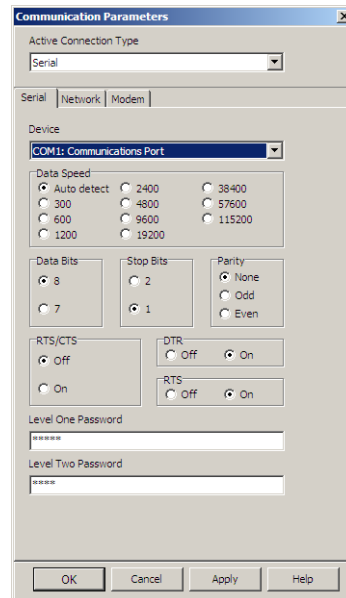 Communication Parameters
Active Connection Type
Serial
Serial Network Modem
Device
COM1: Communications Port
Data Speed
Auto detect 2400 38400
300 4800 57600
600 9600 115200
1200 19200
Data Bits Stop Bits Parity
8 2 None
7 1 Odd
Even
RTS/CTS DTR
Off Off On
On RTS
Off On
Level One Password
*****
Level Two Password
****
OK Cancel Apply Help